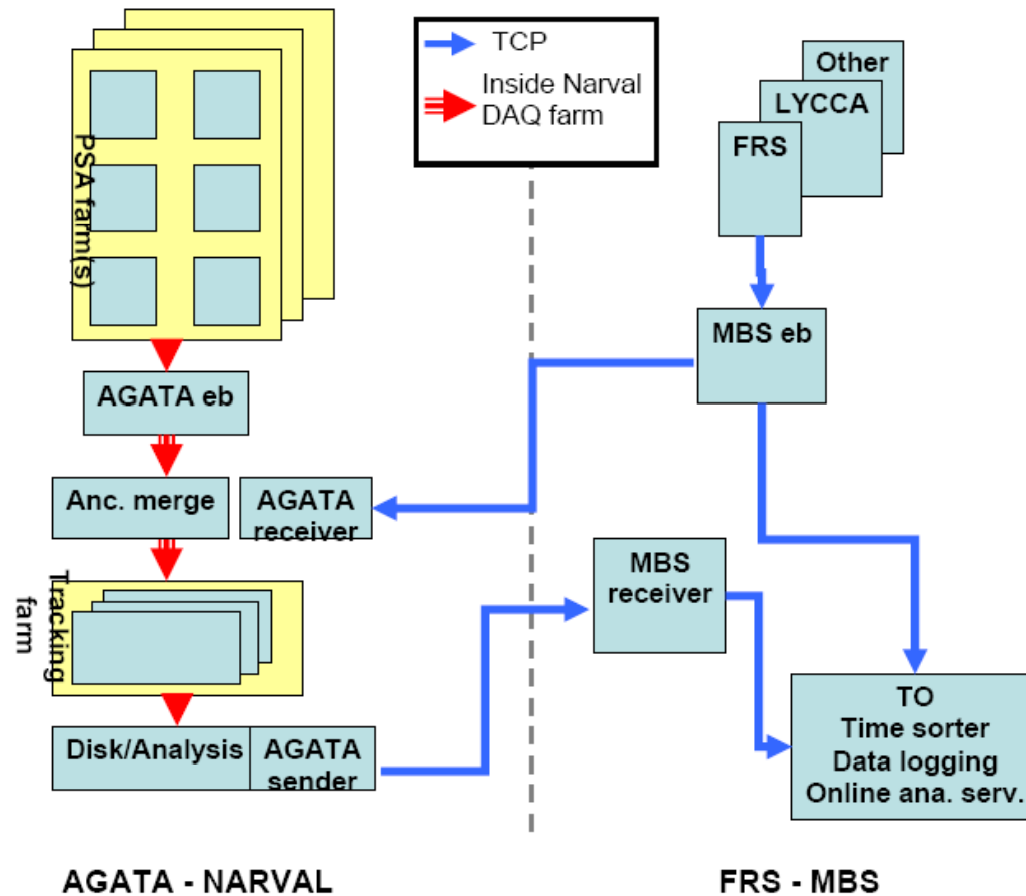 TCP
Inside Narval
DAQ farm
Other
LYCCA
FRS
PSA farm(s)
MBS eb
AGATA eb
Anc. merge
AGATA
receiver
MBS
receiver
Tracking
farm
TO
Time sorter
Data logging
Online ana. serv.
Disk/Analysis
AGATA
sender
AGATA - NARVAL
FRS - MBS